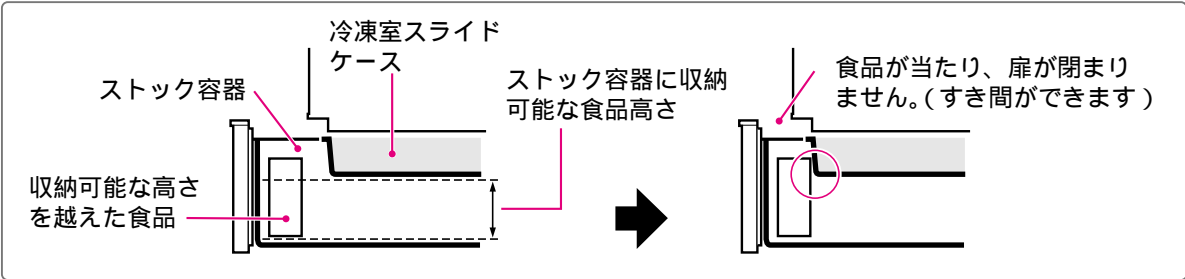 冷凍室スライド
ケース
ストック容器
ストック容器に収納
可能な食品高さ
収納可能な高さ
を越えた食品
食品が当たり、扉が閉まり
ません。(すき間ができます)